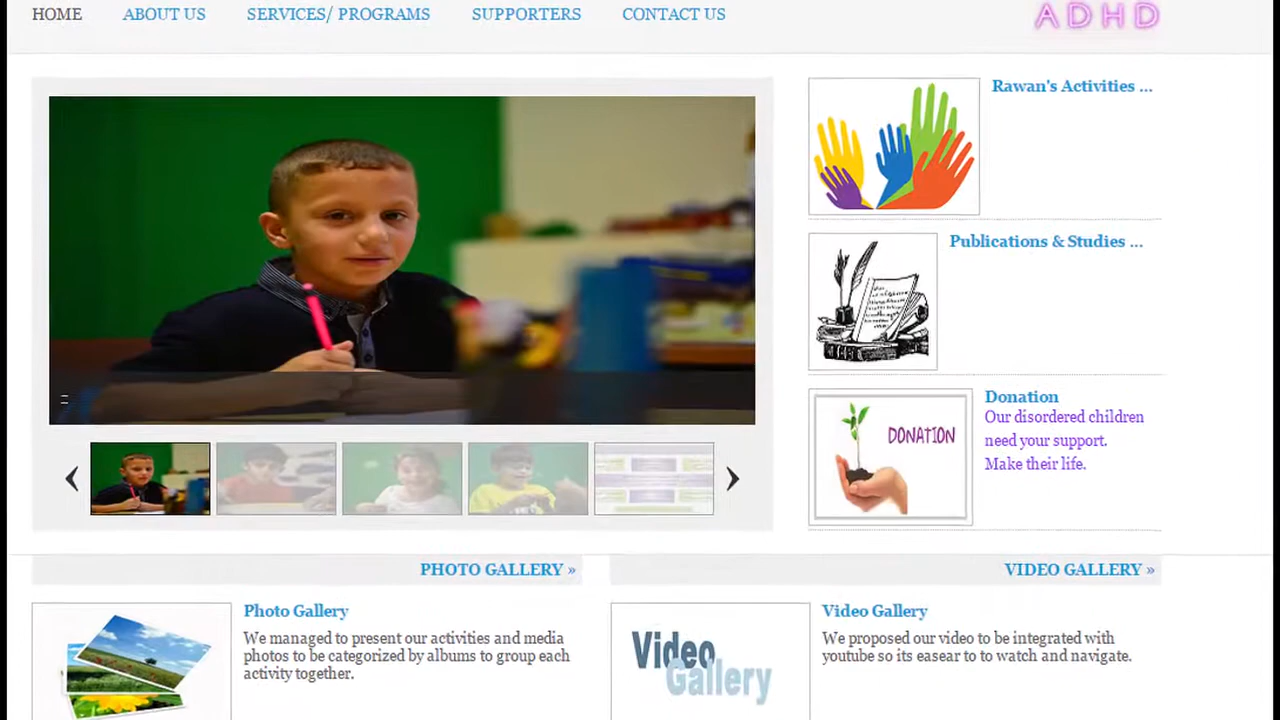 HOME ABOUT US SERVICES/ PROGRAMS SUPPORTERS CONTACT US
ADHD
Rawan's Activities ...
Publications & Studies ...
DONATION
Donation
Our disordered children
need your support.
Make their life.
PHOTO GALLERY »
Photo Gallery
We managed to present our activities and media
photos to be categorized by albums to group each
activity together.
VIDEO GALLERY »
Video
Gallery
Video Gallery
We proposed our video to be integrated with
youtube so its easear to to watch and navigate.